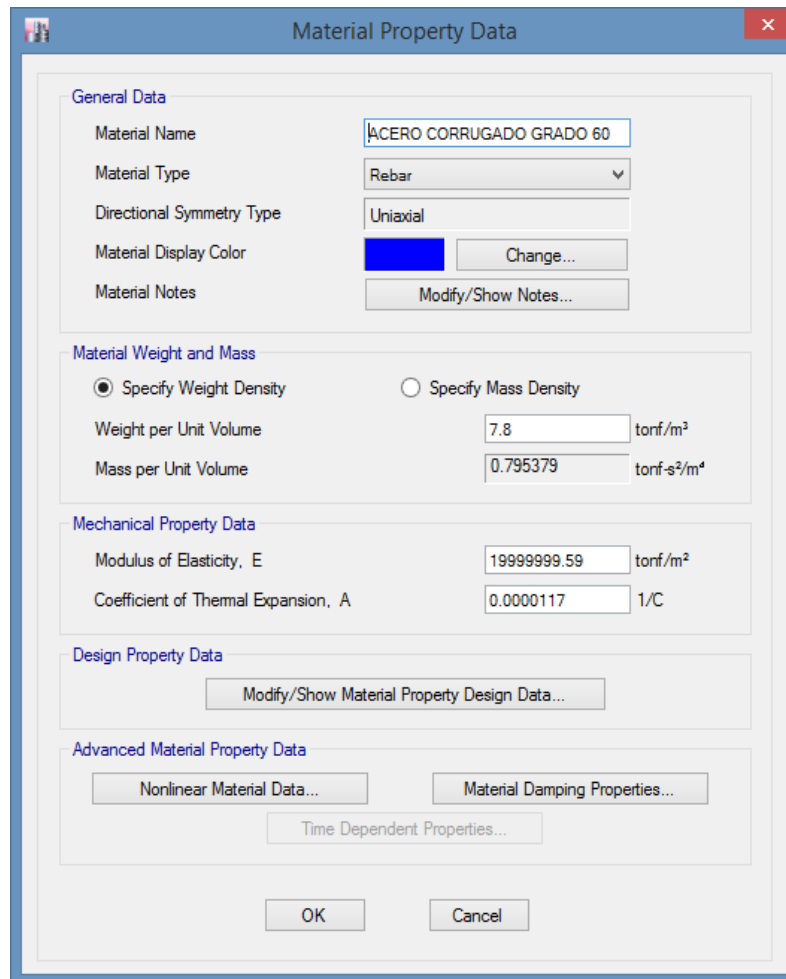 Material Property Data
General Data
Material Name ACERO CORRUGADO GRADO 60
Material Type Rebar
Directional Symmetry Type Uniaxial
Material Display Color Change...
Material Notes Modify/Show Notes...
Material Weight and Mass
Specify Weight Density Specify Mass Density
Weight per Unit Volume 7.8 tonf/m³
Mass per Unit Volume 0.795379 tonf-s²/m⁴
Mechanical Property Data
Modulus of Elasticity, E 19999999.59 tonf/m²
Coefficient of Thermal Expansion, A 0.0000117 1/C
Design Property Data
Modify/Show Material Property Design Data...
Advanced Material Property Data
Nonlinear Material Data... Material Damping Properties...
Time Dependent Properties...
OK Cancel